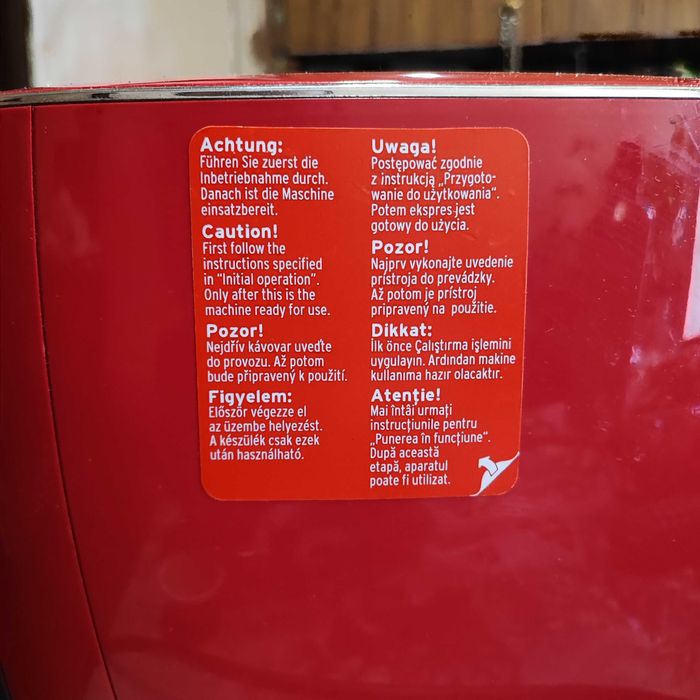 Achtung:
Führen Sie zuerst die
Inbetriebnahme durch.
Danach ist die Maschine
einsatzbereit.
Caution!
First follow the
instructions specified
in “Initial operation”.
Only after this is the
machine ready for use.
Pozor!
Nejdřív kávovar uveďte
do provozu. Až potom
bude připravený k použití.
Figyelem:
Először végezze el
az üzembe helyezést.
A készülék csak ezek
után használható.
Uwaga!
Postępować zgodnie
z instrukcją „Przygoto-
wanie do użytkowania“.
Potem ekspres jest
gotowy do użycia.
Pozor!
Najprv vykonajte uvedenie
prístroja do prevádzky.
Až potom je prístroj
pripravený na použitie.
Dikkat:
İlk önce Çalıştırma işlemini
uygulayın. Ardından makine
kullanıma hazır olacaktır.
Atenţie!
Mai întâi urmaţi
instrucţiunile pentru
„Punerea în funcţiune“.
După această
etapă, aparatul
poate fi utilizat.